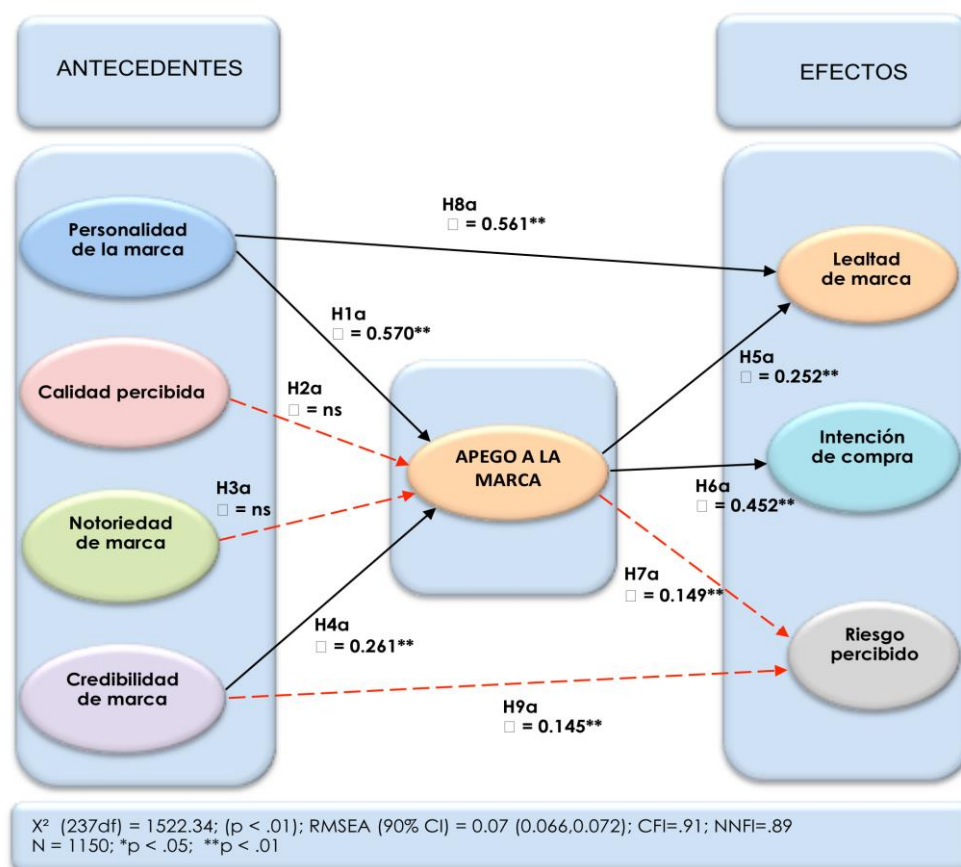 ANTECEDENTES
EFECTOS
Personalidad
de la marca
Calidad percibida
Notoriedad
de marca
Credibilidad
de marca
H8a
□ = 0.561**
H1a
□ = 0.570**
H2a
□ = ns
H3a
□ = ns
H4a
□ = 0.261**
APEGO A LA
MARCA
H5a
□ = 0.252**
H6a
□ = 0.452**
H7a
□ = 0.149**
H9a
□ = 0.145**
Lealtad
de marca
Intención
de compra
Riesgo
percibido
X² (237df) = 1522.34; (p < .01); RMSEA (90% CI) = 0.07 (0.066,0.072); CFI=.91; NNFI=.89
N = 1150; *p < .05; **p < .01